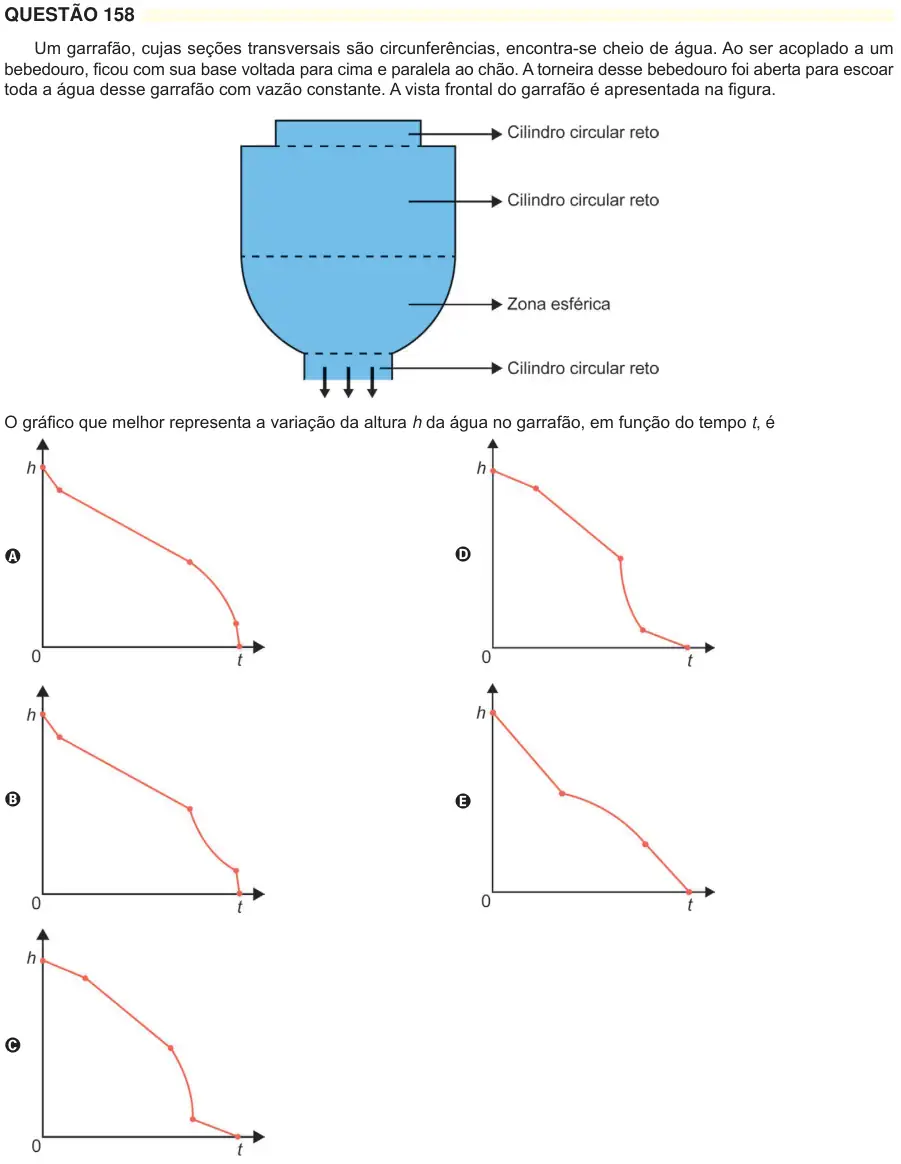 QUESTÃO 158
Um garrafão, cujas seções transversais são circunferências, encontra-se cheio de água. Ao ser acoplado a um
bebedouro, ficou com sua base voltada para cima e paralela ao chão. A torneira desse bebedouro foi aberta para escoar
toda a água desse garrafão com vazão constante. A vista frontal do garrafão é apresentada na figura.
Cilindro circular reto
Cilindro circular reto
Zona esférica
Cilindro circular reto
O gráfico que melhor representa a variação da altura h da água no garrafão, em função do tempo t, é
h
A
0
t
h
B
0
t
h
C
0
t
h
D
0
t
h
E
0
t